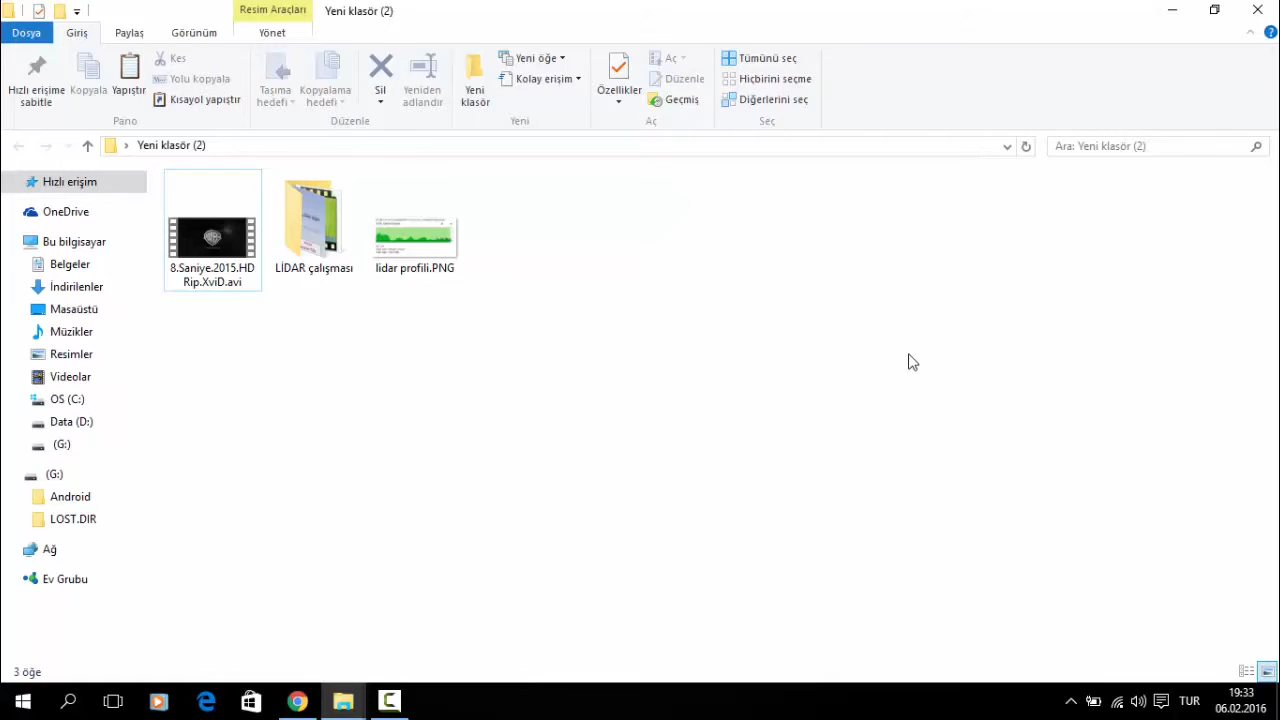 Resim Araçları
Yeni klasör (2)
Dosya
Giriş
Paylaş
Görünüm
Yönet
Hızlı erişime sabitle
Kopyala
Yapıştır
Kes
Yolu kopyala
Kısayol yapıştır
Pano
Taşıma hedefi
Kopyalama hedefi
Sil
Yeniden adlandır
Düzenle
Yeni klasör
Yeni öğe
Kolay erişim
Yeni
Özellikler
Aç
Düzenle
Geçmiş
Aç
Tümünü seç
Hiçbirini seçme
Diğerlerini seç
Seç
Yeni klasör (2)
Ara: Yeni klasör (2)
Hızlı erişim
OneDrive
Bu bilgisayar
Belgeler
İndirilenler
Masaüstü
Müzikler
Resimler
Videolar
OS (C:)
Data (D:)
(G:)
(G:)
Android
LOST.DIR
Ağ
Ev Grubu
8.Saniye.2015.HD
Rip.XviD.avi
LİDAR çalışması
lidar profili.PNG
3 öğe
TUR
19:33
06.02.2016